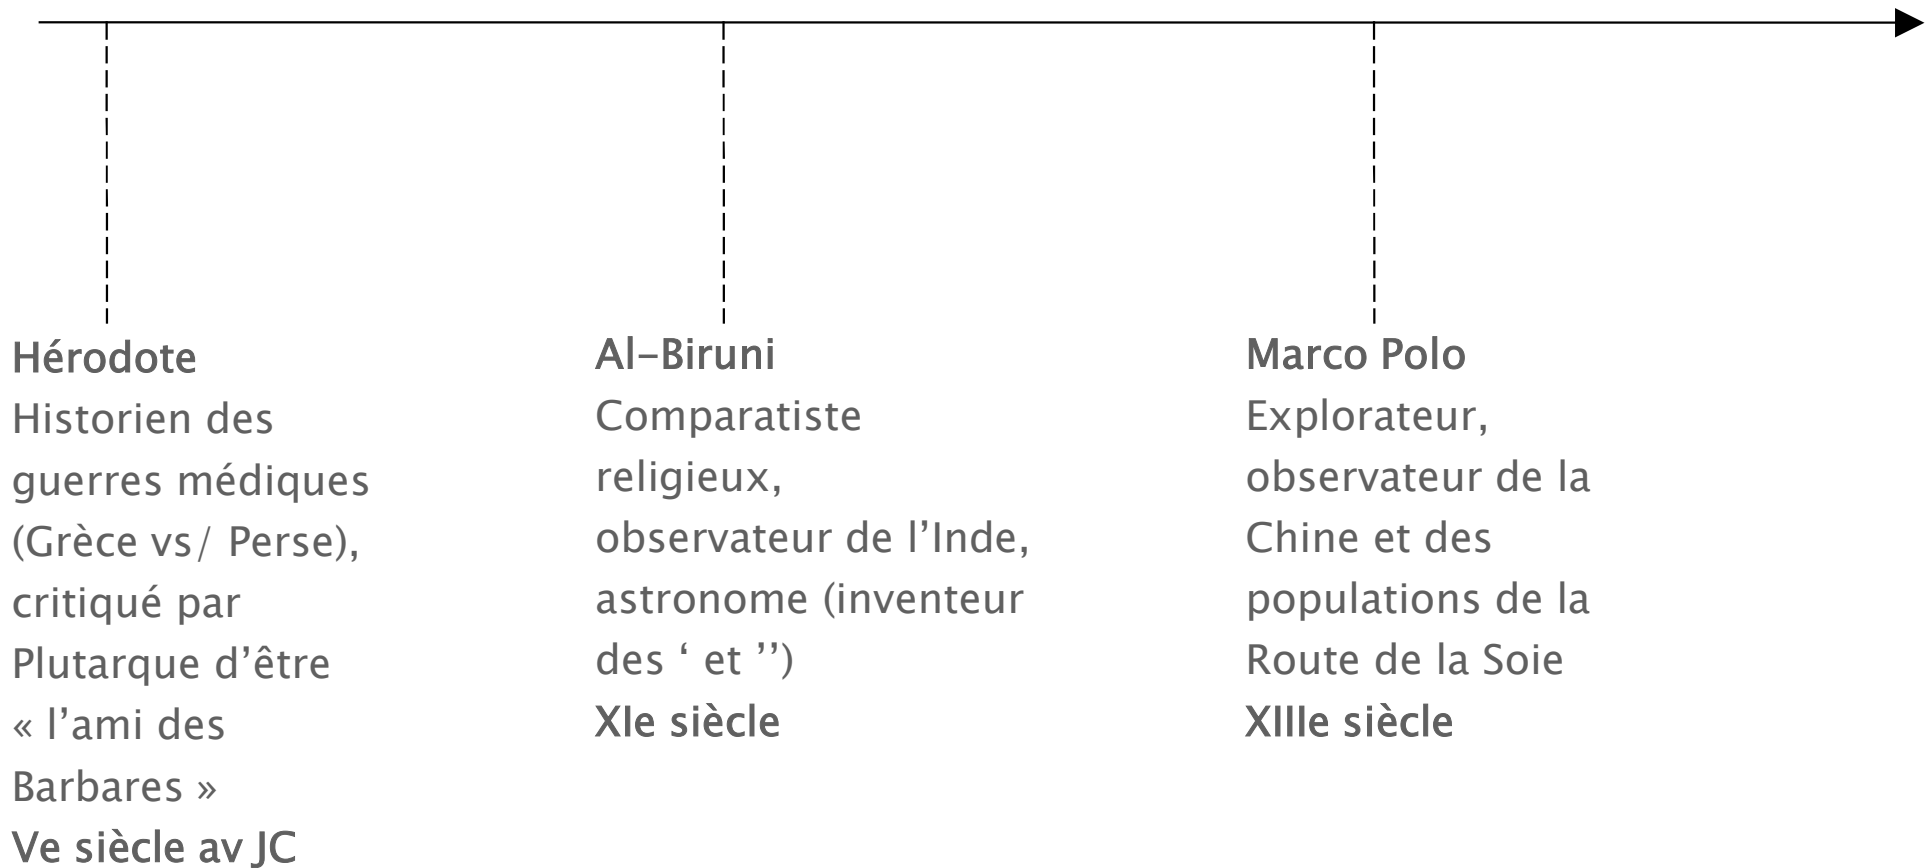 Hérodote
Historien des
guerres médiques
(Grèce vs/ Perse),
critiqué par
Plutarque d’être
« l’ami des
Barbares »
Ve siècle av JC
Al-Biruni
Comparatiste
religieux,
observateur de l’Inde,
astronome (inventeur
des ‘ et ’’)
XIe siècle
Marco Polo
Explorateur,
observateur de la
Chine et des
populations de la
Route de la Soie
XIIIe siècle